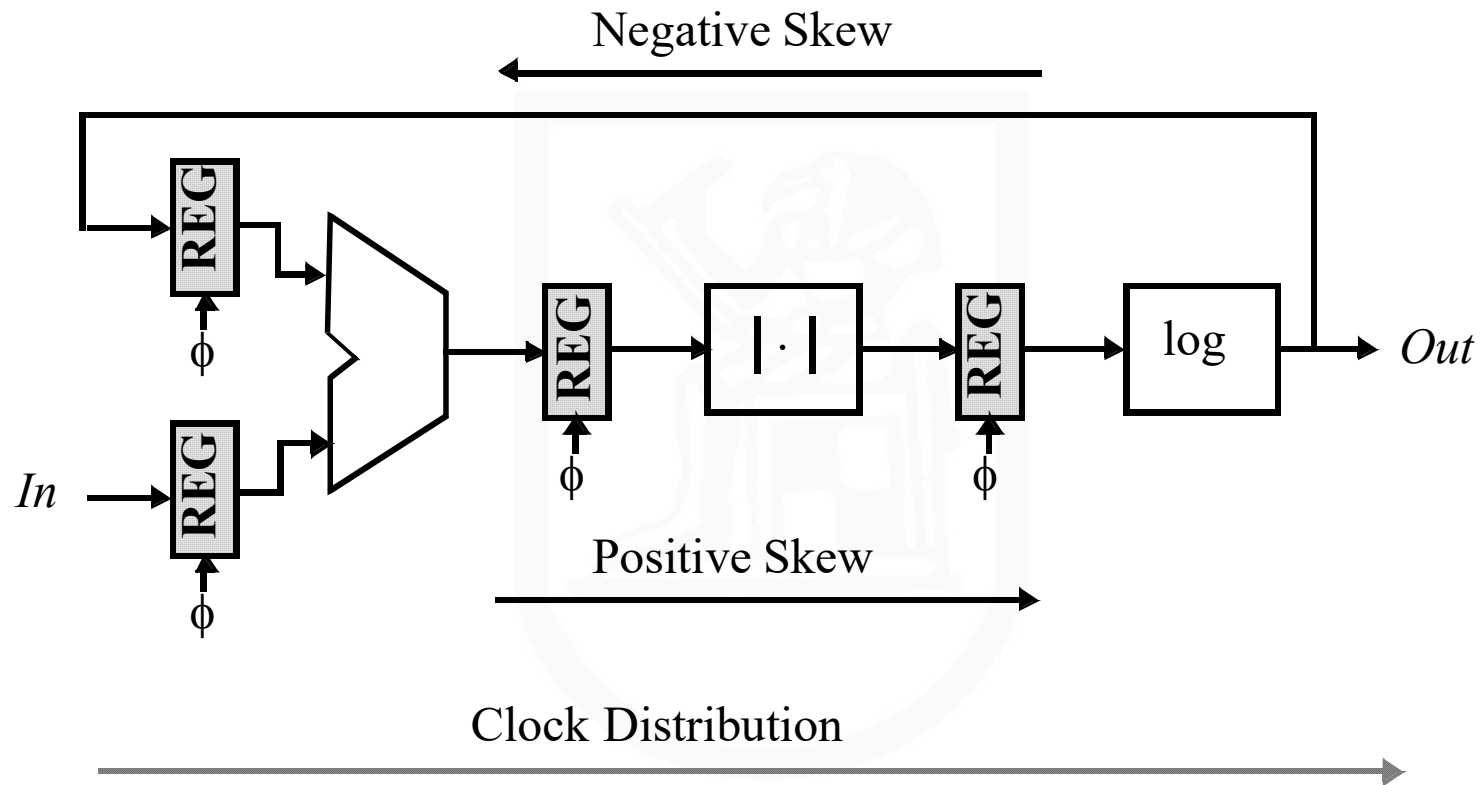 Negative Skew
REG
ϕ
In
REG
ϕ
REG
ϕ
| · |
REG
ϕ
log
Out
Positive Skew
Clock Distribution